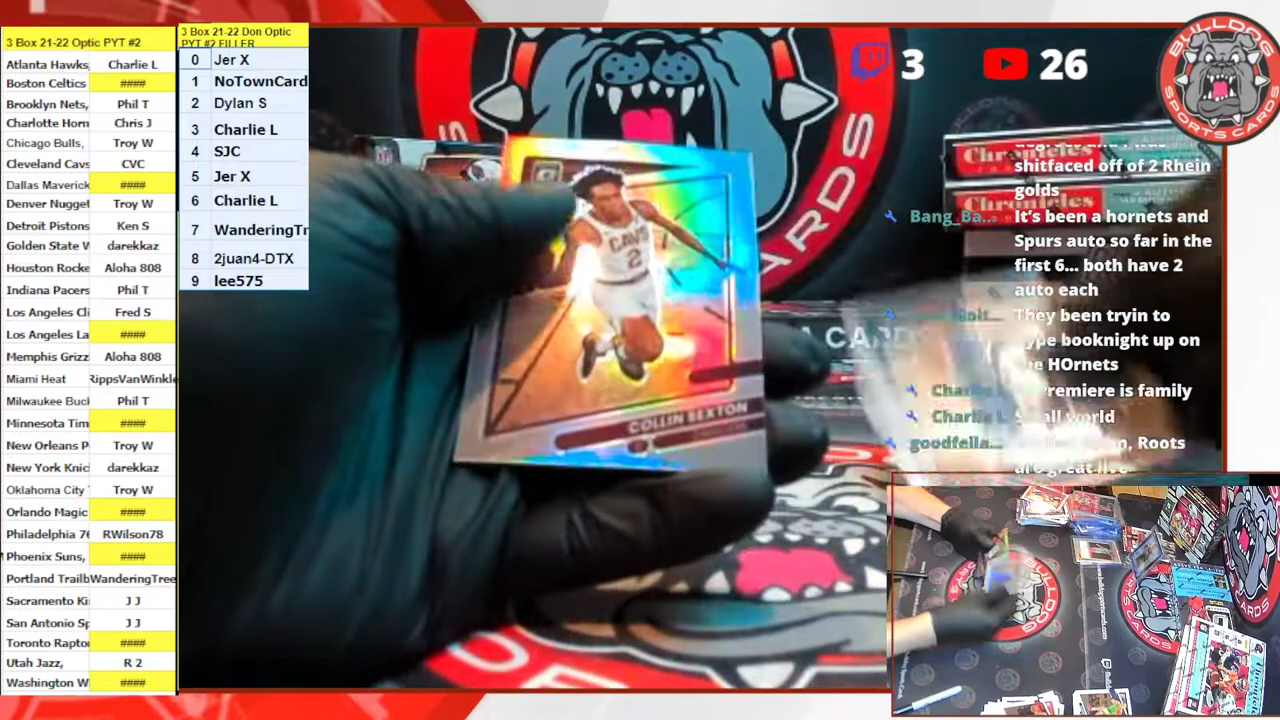 3 Box 21-22 Optic PYT #2
Atlanta Hawks, Charlie L
Boston Celtics ####
Brooklyn Nets, Phil T
Charlotte Horn Chris J
Chicago Bulls, Troy W
Cleveland Cavs CVC
Dallas Maverick ####
Denver Nugget Troy W
Detroit Pistons Ken S
Golden State W darekkaz
Houston Rocke Aloha 808
Indiana Pacers Phil T
Los Angeles Cli Fred S
Los Angeles La ####
Memphis Grizz Aloha 808
Miami Heat RippsVanWinkle
Milwaukee Buc Phil T
Minnesota Tim ####
New Orleans P Troy W
New York Knic darekkaz
Oklahoma City Troy W
Orlando Magic ####
Philadelphia 76 RWilson78
Phoenix Suns, ####
Portland Trailb WanderingTree
Sacramento Ki J J
San Antonio Sp J J
Toronto Rapto ####
Utah Jazz, R 2
Washington W ####
3 Box 21-22 Don Optic
PYT #2 FILLER
0 Jer X
1 NoTownCard
2 Dylan S
3 Charlie L
4 SJC
5 Jer X
6 Charlie L
7 WanderingTr
8 2juan4-DTX
9 lee575
3 26
BULLDOG
SPORTS CARDS
CARDS
CAVS
2
COLLIN SEXTON
Chronicles
Chronicles
shitfaced off of 2 Rhein
golds
Bang_Ba... It's been a hornets and
Spurs auto so far in the
first 6... both have 2
auto each
They been tryin to
booknight up on
HOrnets
is family
Charlie L
world
goodfella... Roots
BULLDOG
CARDS